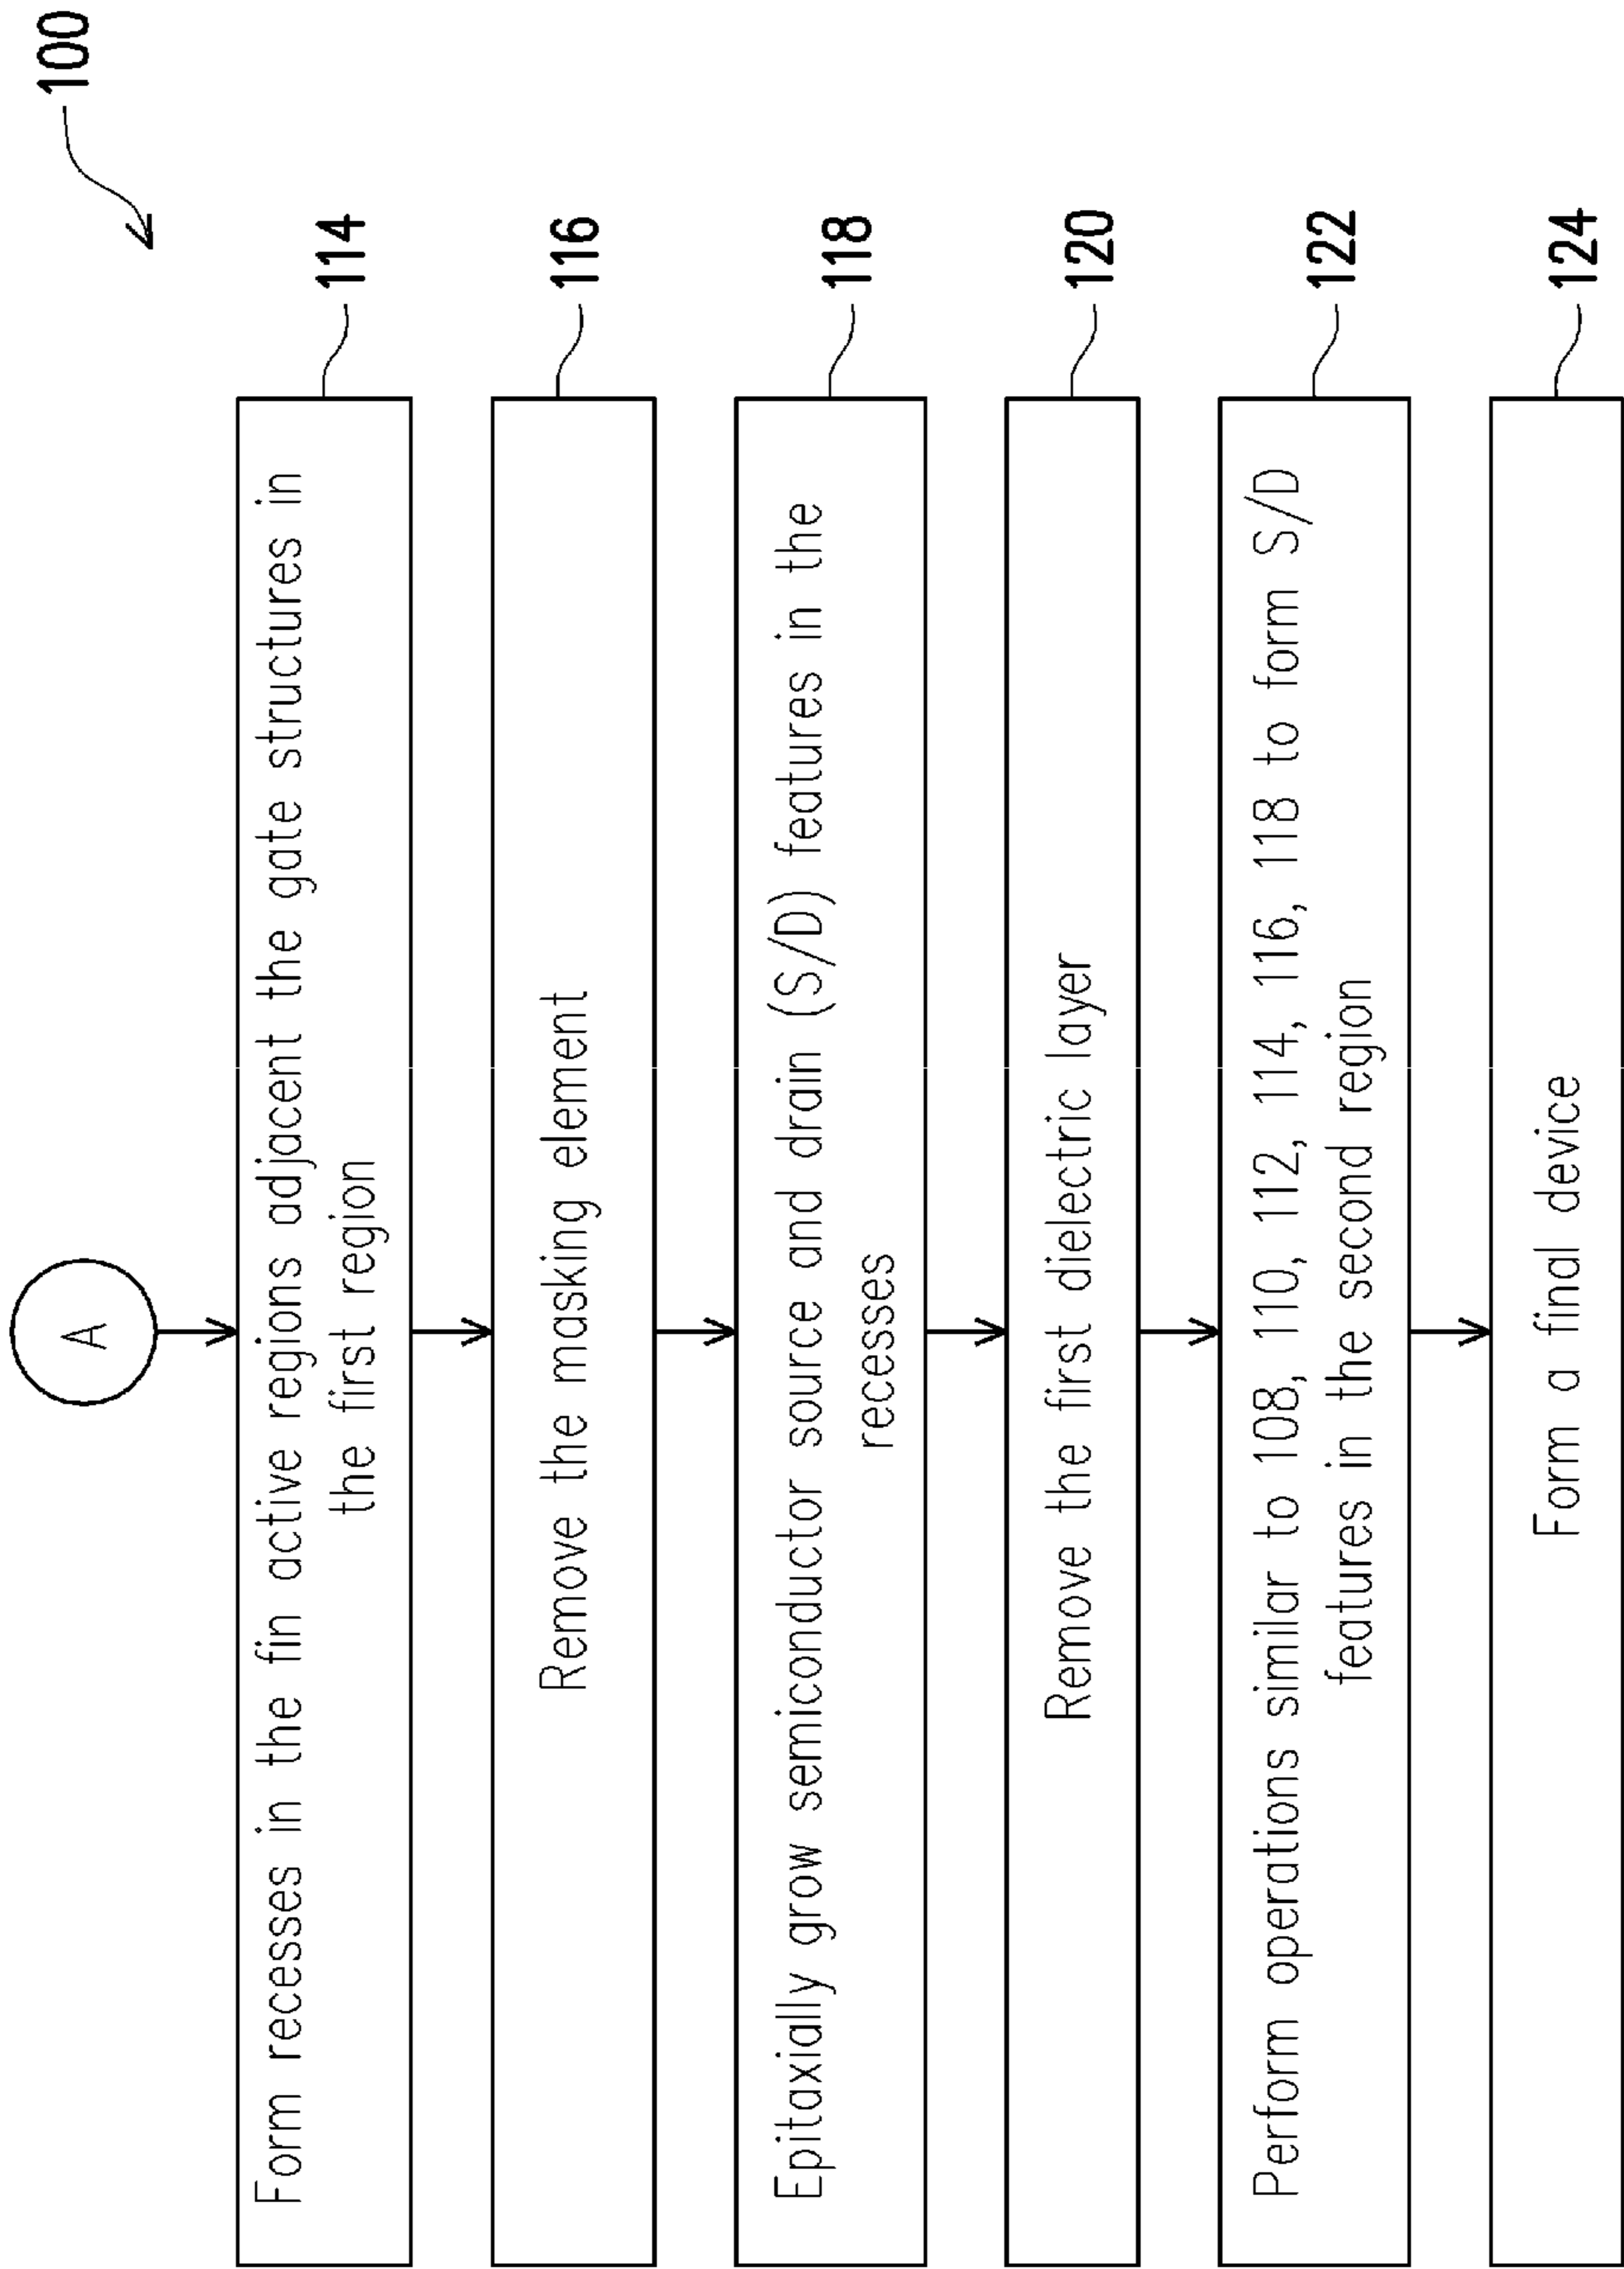 100
A
Form recesses in the fin active regions adjacent the gate structures in
the first region
114
Remove the masking element
116
Epitaxially grow semiconductor source and drain (S/D) features in the
recesses
118
Remove the first dielectric layer
120
Perform operations similar to 108, 110, 112, 114, 116, 118 to form S/D
features in the second region
122
Form a final device
124